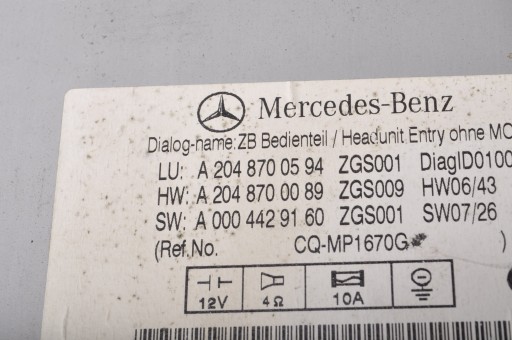 Mercedes-Benz
Dialog-name: ZB Bedienteil / Headunit Entry ohne MO
LU: A 204 870 05 94 ZGS001 DiagID0100
HW: A 204 870 00 89 ZGS009 HW06/43
SW: A 000 442 91 60 ZGS001 SW07/26
(Ref.No. CQ-MP1670G )
12V 4Ω 10A